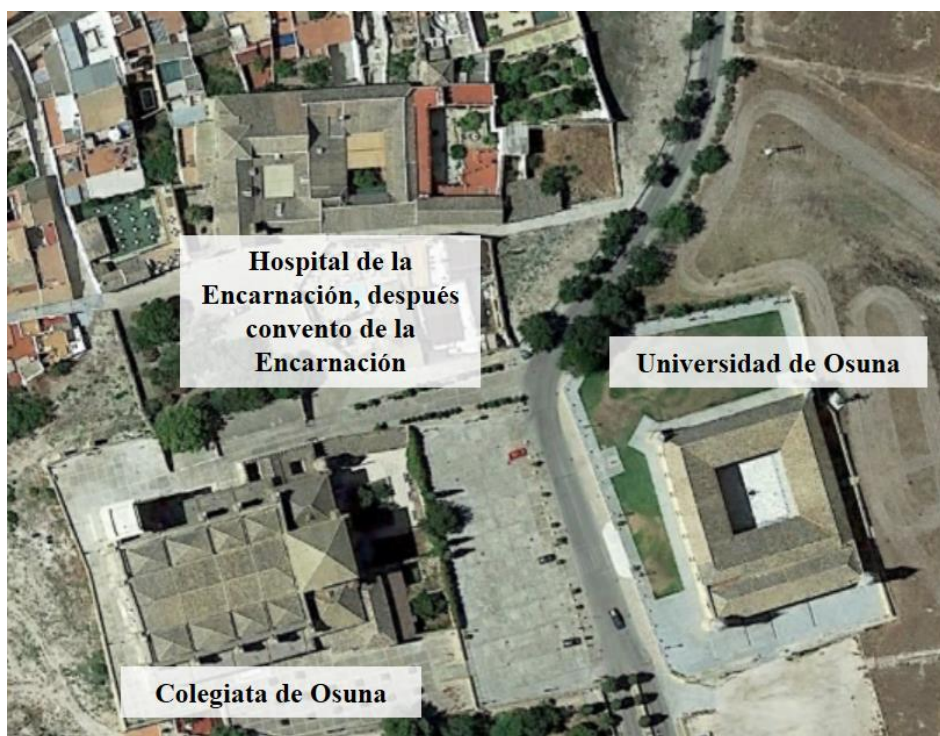 Hospital de la
Encarnación, después
convento de la
Encarnación
Universidad de Osuna
Colegiata de Osuna